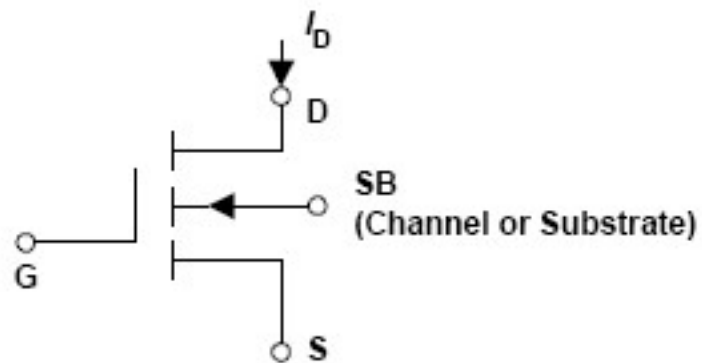 I_D
D
SB
(Channel or Substrate)
G
S